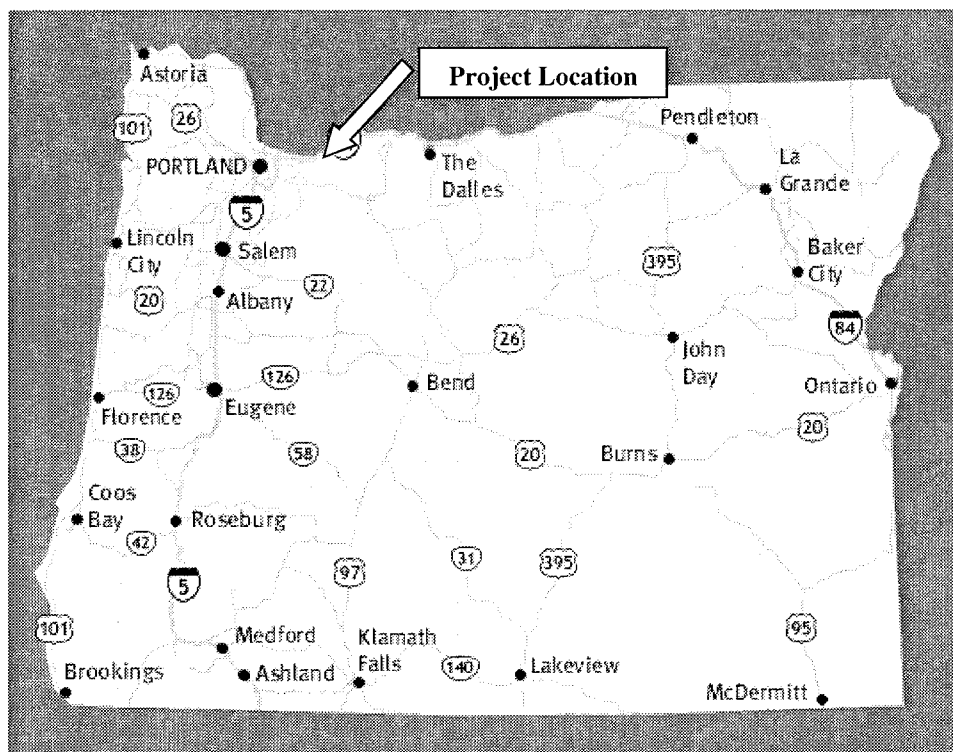 Project Location
Astoria
26
101
Pendleton
PORTLAND
The
Dalles
La
Grande
5
Lincoln
City
Salem
395
Baker
City
20
Albany
22
84
26
John
Day
126
126
Bend
Ontario
Florence
Eugene
38
58
20
Burns
20
Coos
Bay
Roseburg
42
97
31
395
5
101
Medford
Klamath
Falls
95
Brookings
Ashland
140
Lakeview
McDermitt